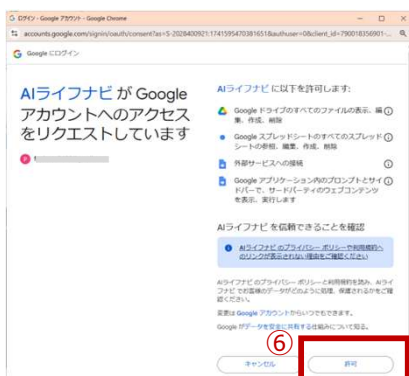 ログイン - Google アカウント - Google Chrome
accounts.google.com/signin/oauth/consent?as=S-2028400921:1741595470381651&authuser=0&client_id=790018356901-...
Google にログイン
AIライフナビ が Google
アカウントへのアクセス
をリクエストしています
AIライフナビ に以下を許可します:
Google ドライブのすべてのファイルの表示、編
集、作成、削除
Google スプレッドシートのすべてのスプレッド
シートの参照、編集、作成、削除
外部サービスへの接続
Google アプリケーション内のプロンプトとサイ
ドバーで、サードパーティのウェブコンテンツ
を表示、実行します
AIライフナビ を信頼できることを確認
AIライフナビ のプライバシー ポリシーや利用規約へ
のリンクが表示されない理由をご確認ください
AIライフナビ のプライバシー ポリシーと利用規約を読み、AIライ
フナビ でお客様のデータがどのように処理、保護されるかをご確
認ください。
変更は Google アカウントからいつでもできます。
Google がデータを安全に共有する仕組みについて知る。
⑥
キャンセル
許可